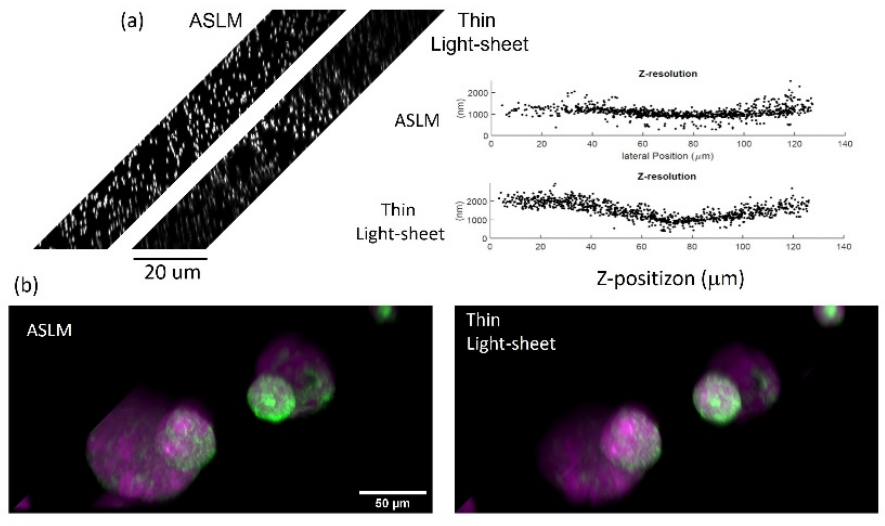 (a)
ASLM
Thin
Light-sheet
20 um
Z-resolution
ASLM
(nm)
2000
1000
0
0 20 40 60 80 100 120 140
lateral Position (μm)
Z-resolution
Thin
Light-sheet
(nm)
2000
1000
0
0 20 40 60 80 100 120 140
Z-positizon (μm)
(b)
ASLM
50 μm
Thin
Light-sheet